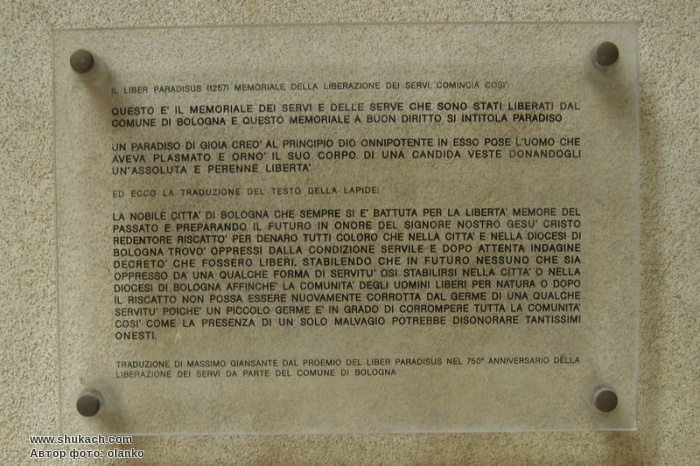 IL LIBER PARADISUS (1257) MEMORIALE DELLA LIBERAZIONE DEI SERVI, COMINCIA COSI':
QUESTO E' IL MEMORIALE DEI SERVI E DELLE SERVE CHE SONO STATI LIBERATI DAL
COMUNE DI BOLOGNA E QUESTO MEMORIALE A BUON DIRITTO SI INTITOLA PARADISO
UN PARADISO DI GIOIA CREO' AL PRINCIPIO DIO ONNIPOTENTE IN ESSO POSE L'UOMO CHE
AVEVA PLASMATO E ORNO' IL SUO CORPO DI UNA CANDIDA VESTE DONANDOGLI
UN'ASSOLUTA E PERENNE LIBERTA'
ED ECCO LA TRADUZIONE DEL TESTO DELLA LAPIDE:
LA NOBILE CITTA' DI BOLOGNA CHE SEMPRE SI E' BATTUTA PER LA LIBERTA' MEMORE DEL
PASSATO E PREPARANDO IL FUTURO IN ONORE DEL SIGNORE NOSTRO GESU' CRISTO
REDENTORE RISCATTO' PER DENARO TUTTI COLORO CHE NELLA CITTA' E NELLA DIOCESI DI
BOLOGNA TROVO' OPPRESSI DALLA CONDIZIONE SERVILE E DOPO ATTENTA INDAGINE
DECRETO' CHE FOSSERO LIBERI, STABILENDO CHE IN FUTURO NESSUNO CHE SIA
OPPRESSO DA UNA QUALCHE FORMA DI SERVITU' OSI STABILIRSI NELLA CITTA' O NELLA
DIOCESI DI BOLOGNA AFFINCHE' LA COMUNITA' DEGLI UOMINI LIBERI PER NATURA O DOPO
IL RISCATTO NON POSSA ESSERE NUOVAMENTE CORROTTA DAL GERME DI UNA QUALCHE
SERVITU' POICHE' UN PICCOLO GERME E' IN GRADO DI CORROMPERE TUTTA LA COMUNITA'
COSI' COME LA PRESENZA DI UN SOLO MALVAGIO POTREBBE DISONORARE TANTISSIMI
ONESTI.
TRADUZIONE DI MASSIMO GIANSANTE DAL PROEMIO DEL LIBER PARADISUS NEL 750° ANNIVERSARIO DELLA
LIBERAZIONE DEI SERVI DA PARTE DEL COMUNE DI BOLOGNA
www.shukach.com
Автор фото: olanko